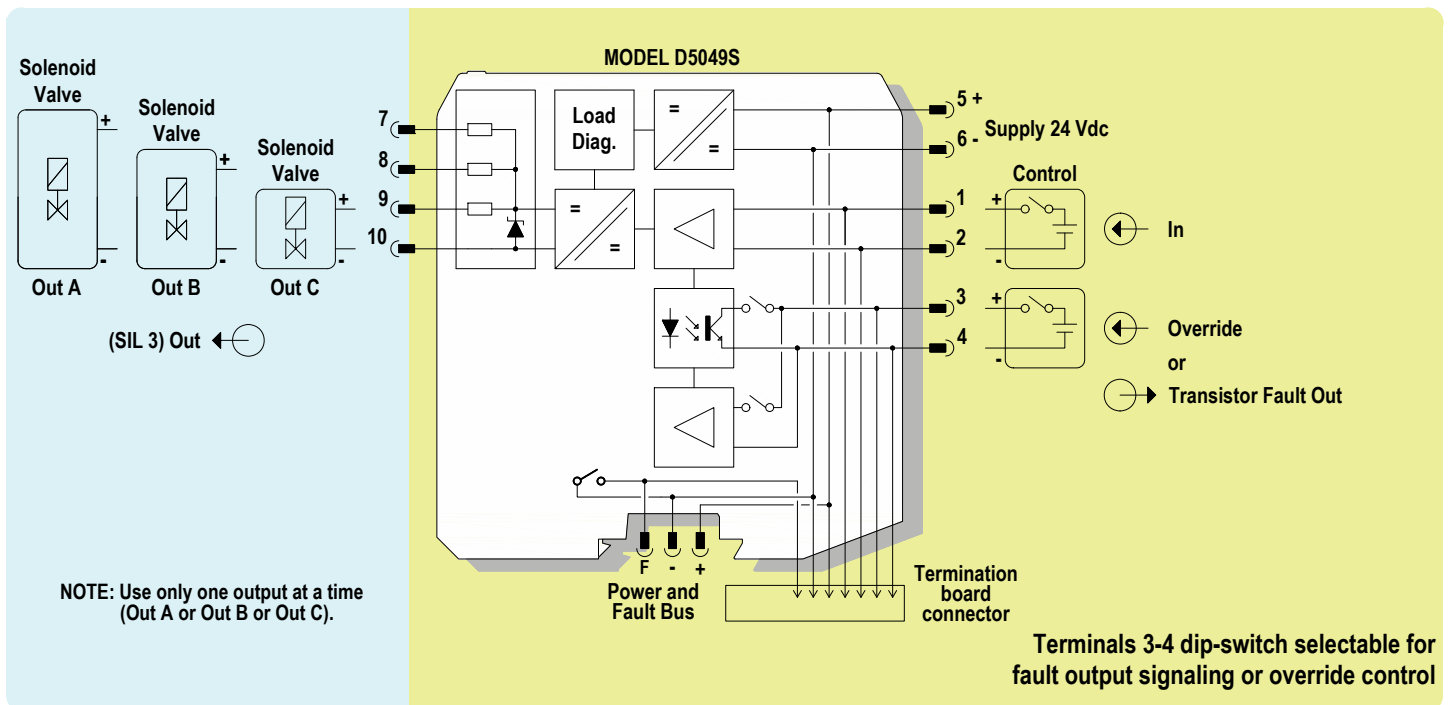 MODEL D5049S
Solenoid
Valve
+
-
Out A
Solenoid
Valve
+
-
Out B
Solenoid
Valve
+
-
Out C
(SIL 3) Out
7
8
9
10
Load
Diag.
=
=
=
=
5 +
6 -
Supply 24 Vdc
Control
1
2
+
-
In
3
4
+
-
Override
or
Transistor Fault Out
F - +
Power and
Fault Bus
Termination
board
connector
NOTE: Use only one output at a time
(Out A or Out B or Out C).
Terminals 3-4 dip-switch selectable for
fault output signaling or override control